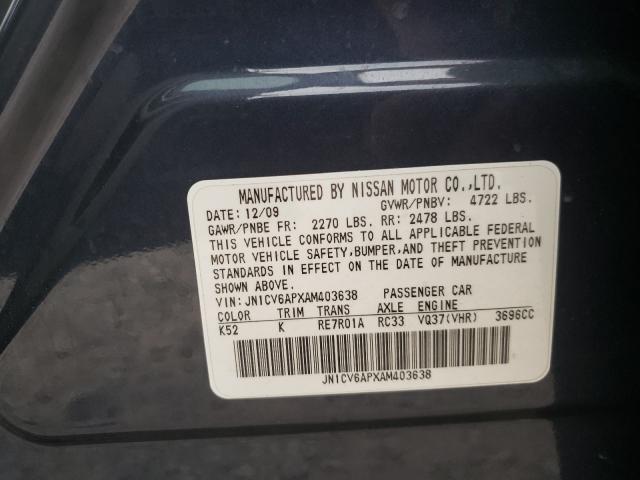 MANUFACTURED BY NISSAN MOTOR CO.,LTD.
DATE: 12/09 GVWR/PNBV: 4722 LBS.
GAWR/PNBE FR: 2270 LBS. RR: 2478 LBS.
THIS VEHICLE CONFORMS TO ALL APPLICABLE FEDERAL
MOTOR VEHICLE SAFETY,BUMPER,AND THEFT PREVENTION
STANDARDS IN EFFECT ON THE DATE OF MANUFACTURE
SHOWN ABOVE.
VIN:JN1CV6APXAM403638 PASSENGER CAR
COLOR TRIM TRANS AXLE ENGINE
K52 K RE7R01A RC33 VQ37(VHR) 3696CC
JN1CV6APXAM403638